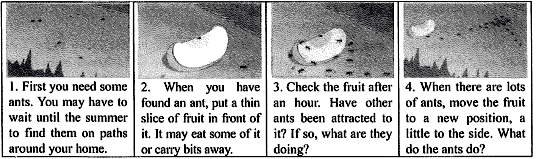 1. First you need some
ants. You may have to
wait until the summer
to find them on paths
around your home.
2. When you have
found an ant, put a thin
slice of fruit in front of
it. It may eat some of it
or carry bits away.
3. Check the fruit after
an hour. Have other
ants been attracted to
it? If so, what are they
doing?
4. When there are lots
of ants, move the fruit
to a new position, a
little to the side. What
do the ants do?